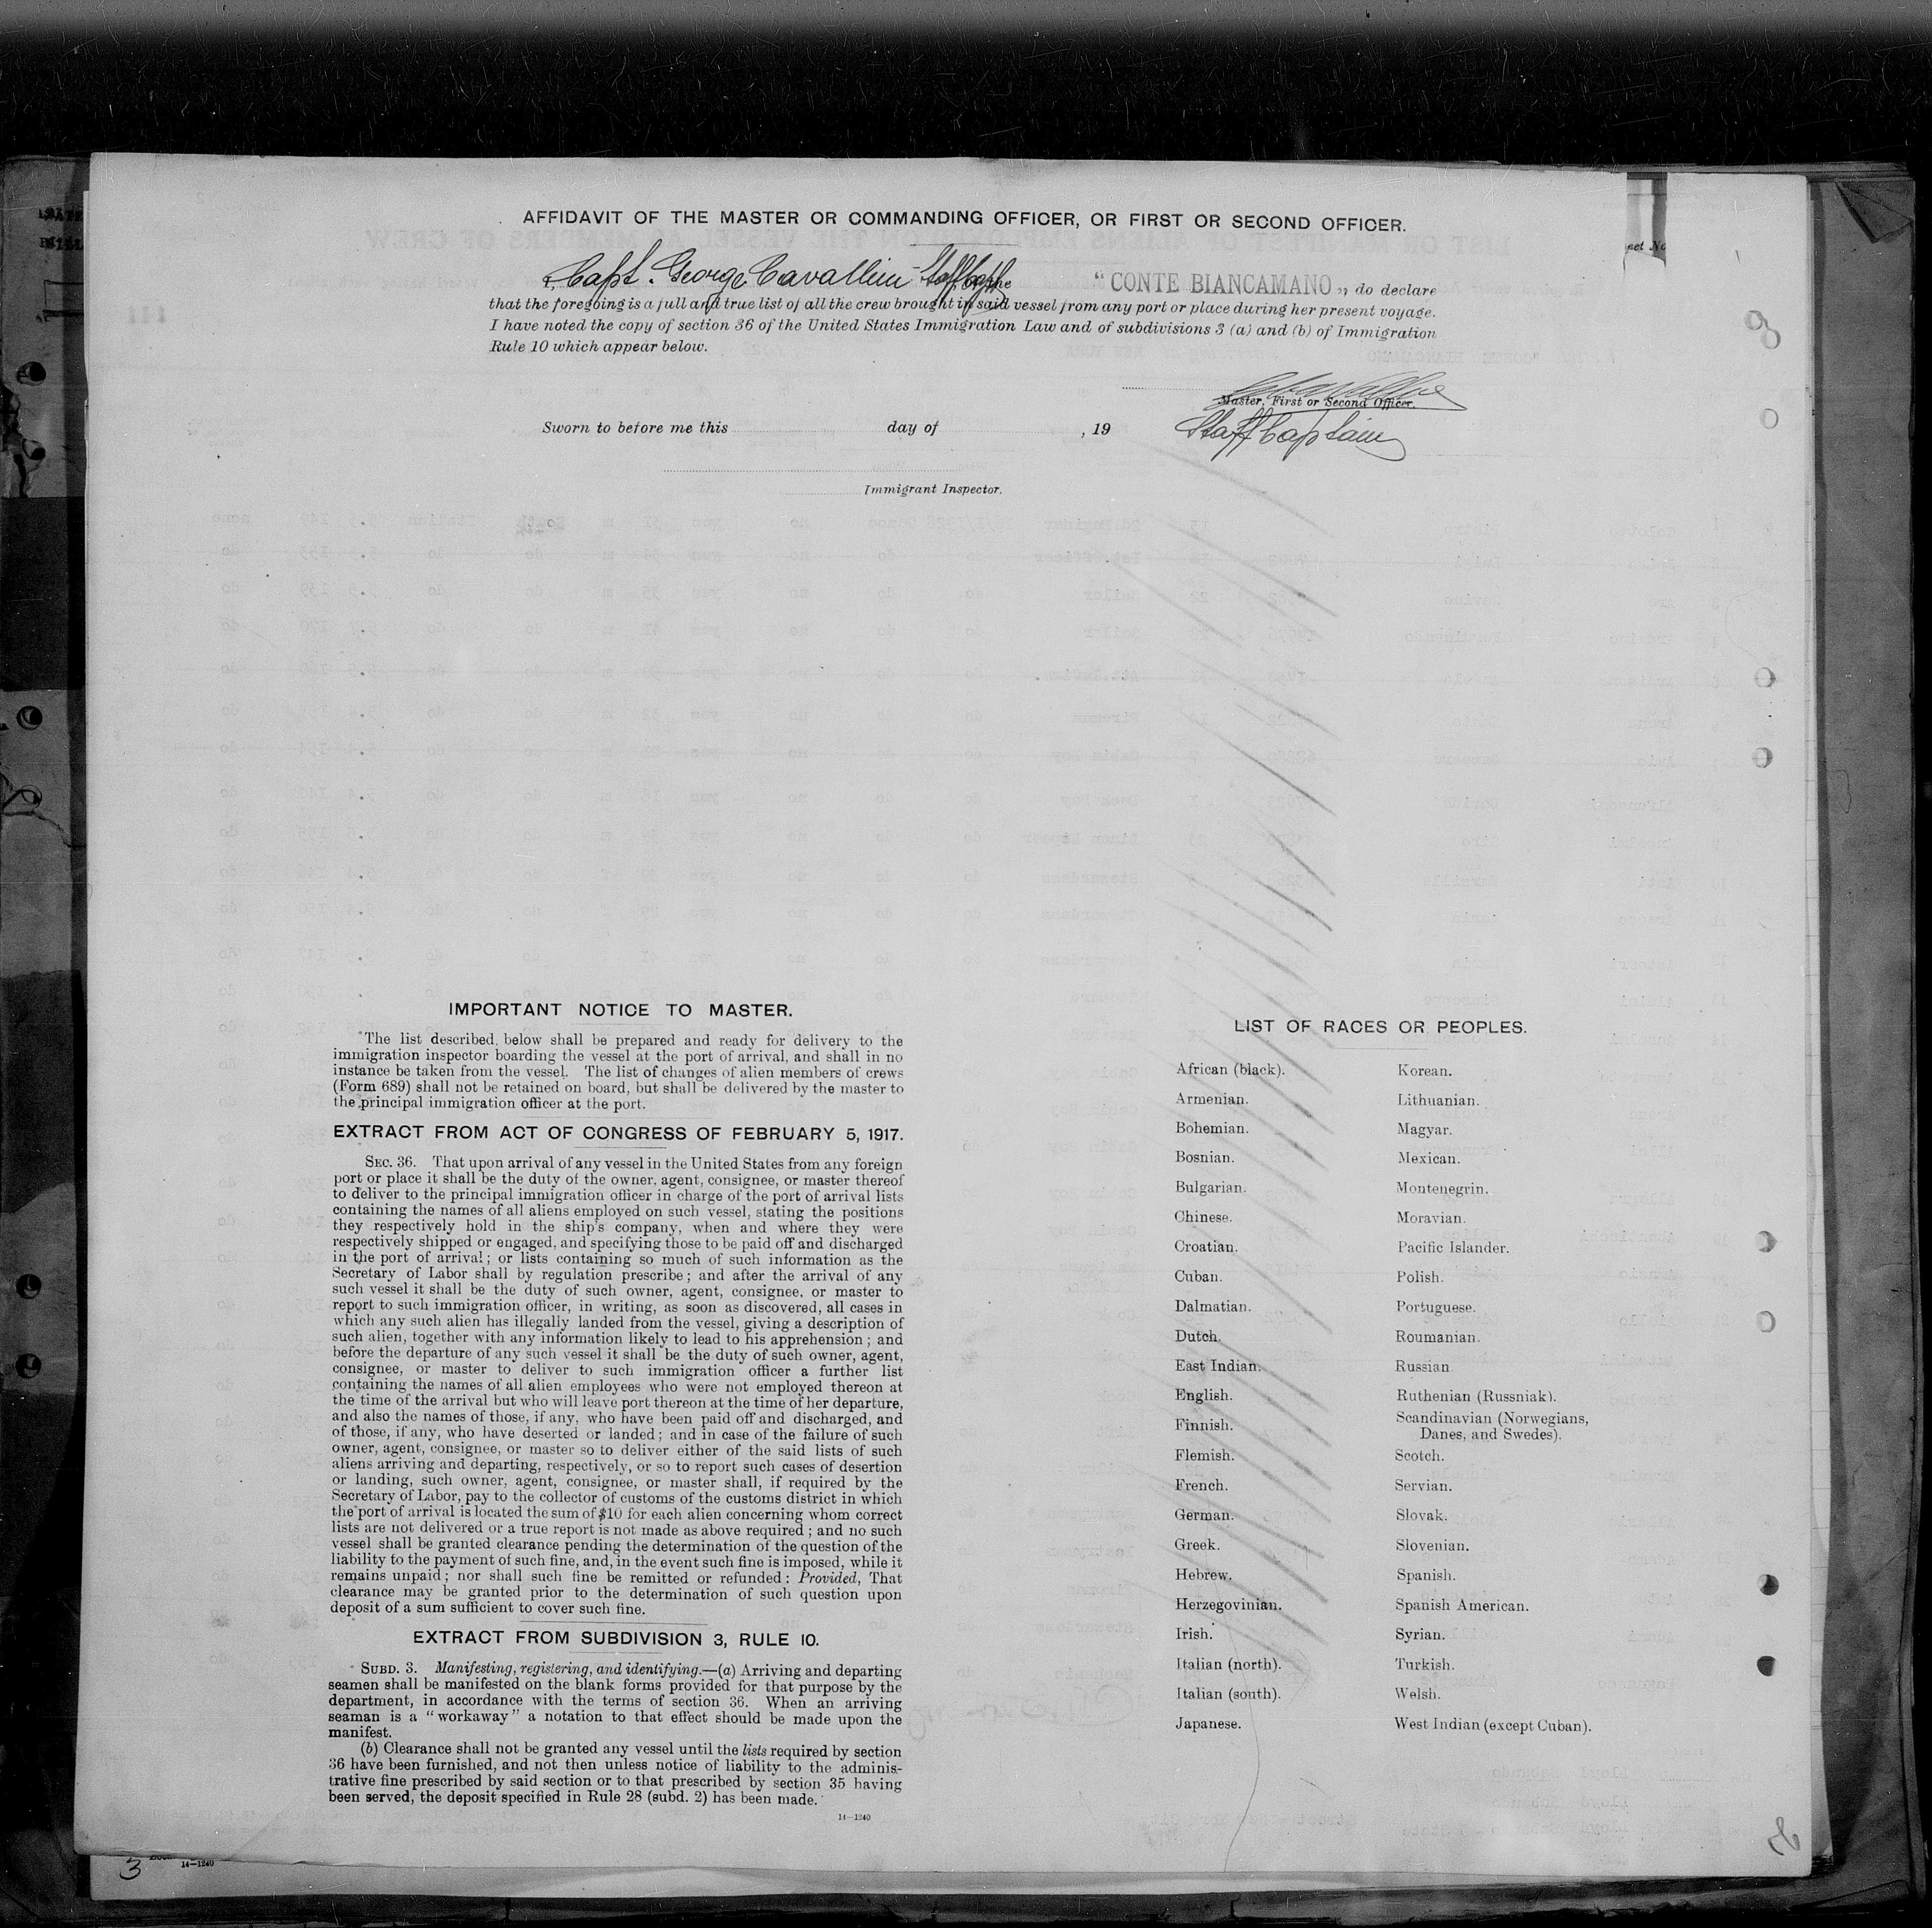 AFFIDAVIT OF THE MASTER OR COMMANDING OFFICER, OR FIRST OR SECOND OFFICER.
I, Capt. George Cavallini Staff Capt. the “CONTE BIANCAMANO”, do declare
that the foregoing is a full and true list of all the crew brought in said vessel from any port or place during her present voyage.
I have noted the copy of section 36 of the United States Immigration Law and of subdivisions 3 (a) and (b) of Immigration
Rule 10 which appear below.
Master, First or Second Officer.
Staff Captain
Sworn to before me this day of , 19
Immigrant Inspector.
IMPORTANT NOTICE TO MASTER.
The list described below shall be prepared and ready for delivery to the
immigration inspector boarding the vessel at the port of arrival, and shall in no
instance be taken from the vessel. The list of changes of alien members of crews
(Form 689) shall not be retained on board, but shall be delivered by the master to
the principal immigration officer at the port.
EXTRACT FROM ACT OF CONGRESS OF FEBRUARY 5, 1917.
SEC. 36. That upon arrival of any vessel in the United States from any foreign
port or place it shall be the duty of the owner, agent, consignee, or master thereof
to deliver to the principal immigration officer in charge of the port of arrival lists
containing the names of all aliens employed on such vessel, stating the positions
they respectively hold in the ship's company, when and where they were
respectively shipped or engaged, and specifying those to be paid off and discharged
in the port of arrival; or lists containing so much of such information as the
Secretary of Labor shall by regulation prescribe; and after the arrival of any
such vessel it shall be the duty of such owner, agent, consignee, or master to
report to such immigration officer, in writing, as soon as discovered, all cases in
which any such alien has illegally landed from the vessel, giving a description of
such alien, together with any information likely to lead to his apprehension; and
before the departure of any such vessel it shall be the duty of such owner, agent,
consignee, or master to deliver to such immigration officer a further list
containing the names of all alien employees who were not employed thereon at
the time of the arrival but who will leave port thereon at the time of her departure,
and also the names of those, if any, who have been paid off and discharged, and
of those, if any, who have deserted or landed; and in case of the failure of such
owner, agent, consignee, or master so to deliver either of the said lists of such
aliens arriving and departing, respectively, or so to report such cases of desertion
or landing, such owner, agent, consignee, or master shall, if required by the
Secretary of Labor, pay to the collector of customs of the customs district in which
the port of arrival is located the sum of $10 for each alien concerning whom correct
lists are not delivered or a true report is not made as above required; and no such
vessel shall be granted clearance pending the determination of the question of the
liability to the payment of such fine, and, in the event such fine is imposed, while it
remains unpaid; nor shall such fine be remitted or refunded: Provided, That
clearance may be granted prior to the determination of such question upon
deposit of a sum sufficient to cover such fine.
EXTRACT FROM SUBDIVISION 3, RULE 10.
SUBD. 3. Manifesting, registering, and identifying.—(a) Arriving and departing
seamen shall be manifested on the blank forms provided for that purpose by the
department, in accordance with the terms of section 36. When an arriving
seaman is a “workaway” a notation to that effect should be made upon the
manifest.
(b) Clearance shall not be granted any vessel until the lists required by section
36 have been furnished, and not then unless notice of liability to the adminis-
trative fine prescribed by said section or to that prescribed by section 35 having
been served, the deposit specified in Rule 28 (subd. 2) has been made.
14—1240
LIST OF RACES OR PEOPLES.
African (black).
Armenian.
Bohemian.
Bosnian.
Bulgarian.
Chinese.
Croatian.
Cuban.
Dalmatian.
Dutch.
East Indian.
English.
Finnish.
Flemish.
French.
German.
Greek.
Hebrew.
Herzegovinian.
Irish.
Italian (north).
Italian (south).
Japanese.
Korean.
Lithuanian.
Magyar.
Mexican.
Montenegrin.
Moravian.
Pacific Islander.
Polish.
Portuguese.
Roumanian.
Russian
Ruthenian (Russniak).
Scandinavian (Norwegians,
Danes, and Swedes).
Scotch.
Servian.
Slovak.
Slovenian.
Spanish.
Spanish American.
Syrian.
Turkish.
Welsh.
West Indian (except Cuban).
3
14—1240